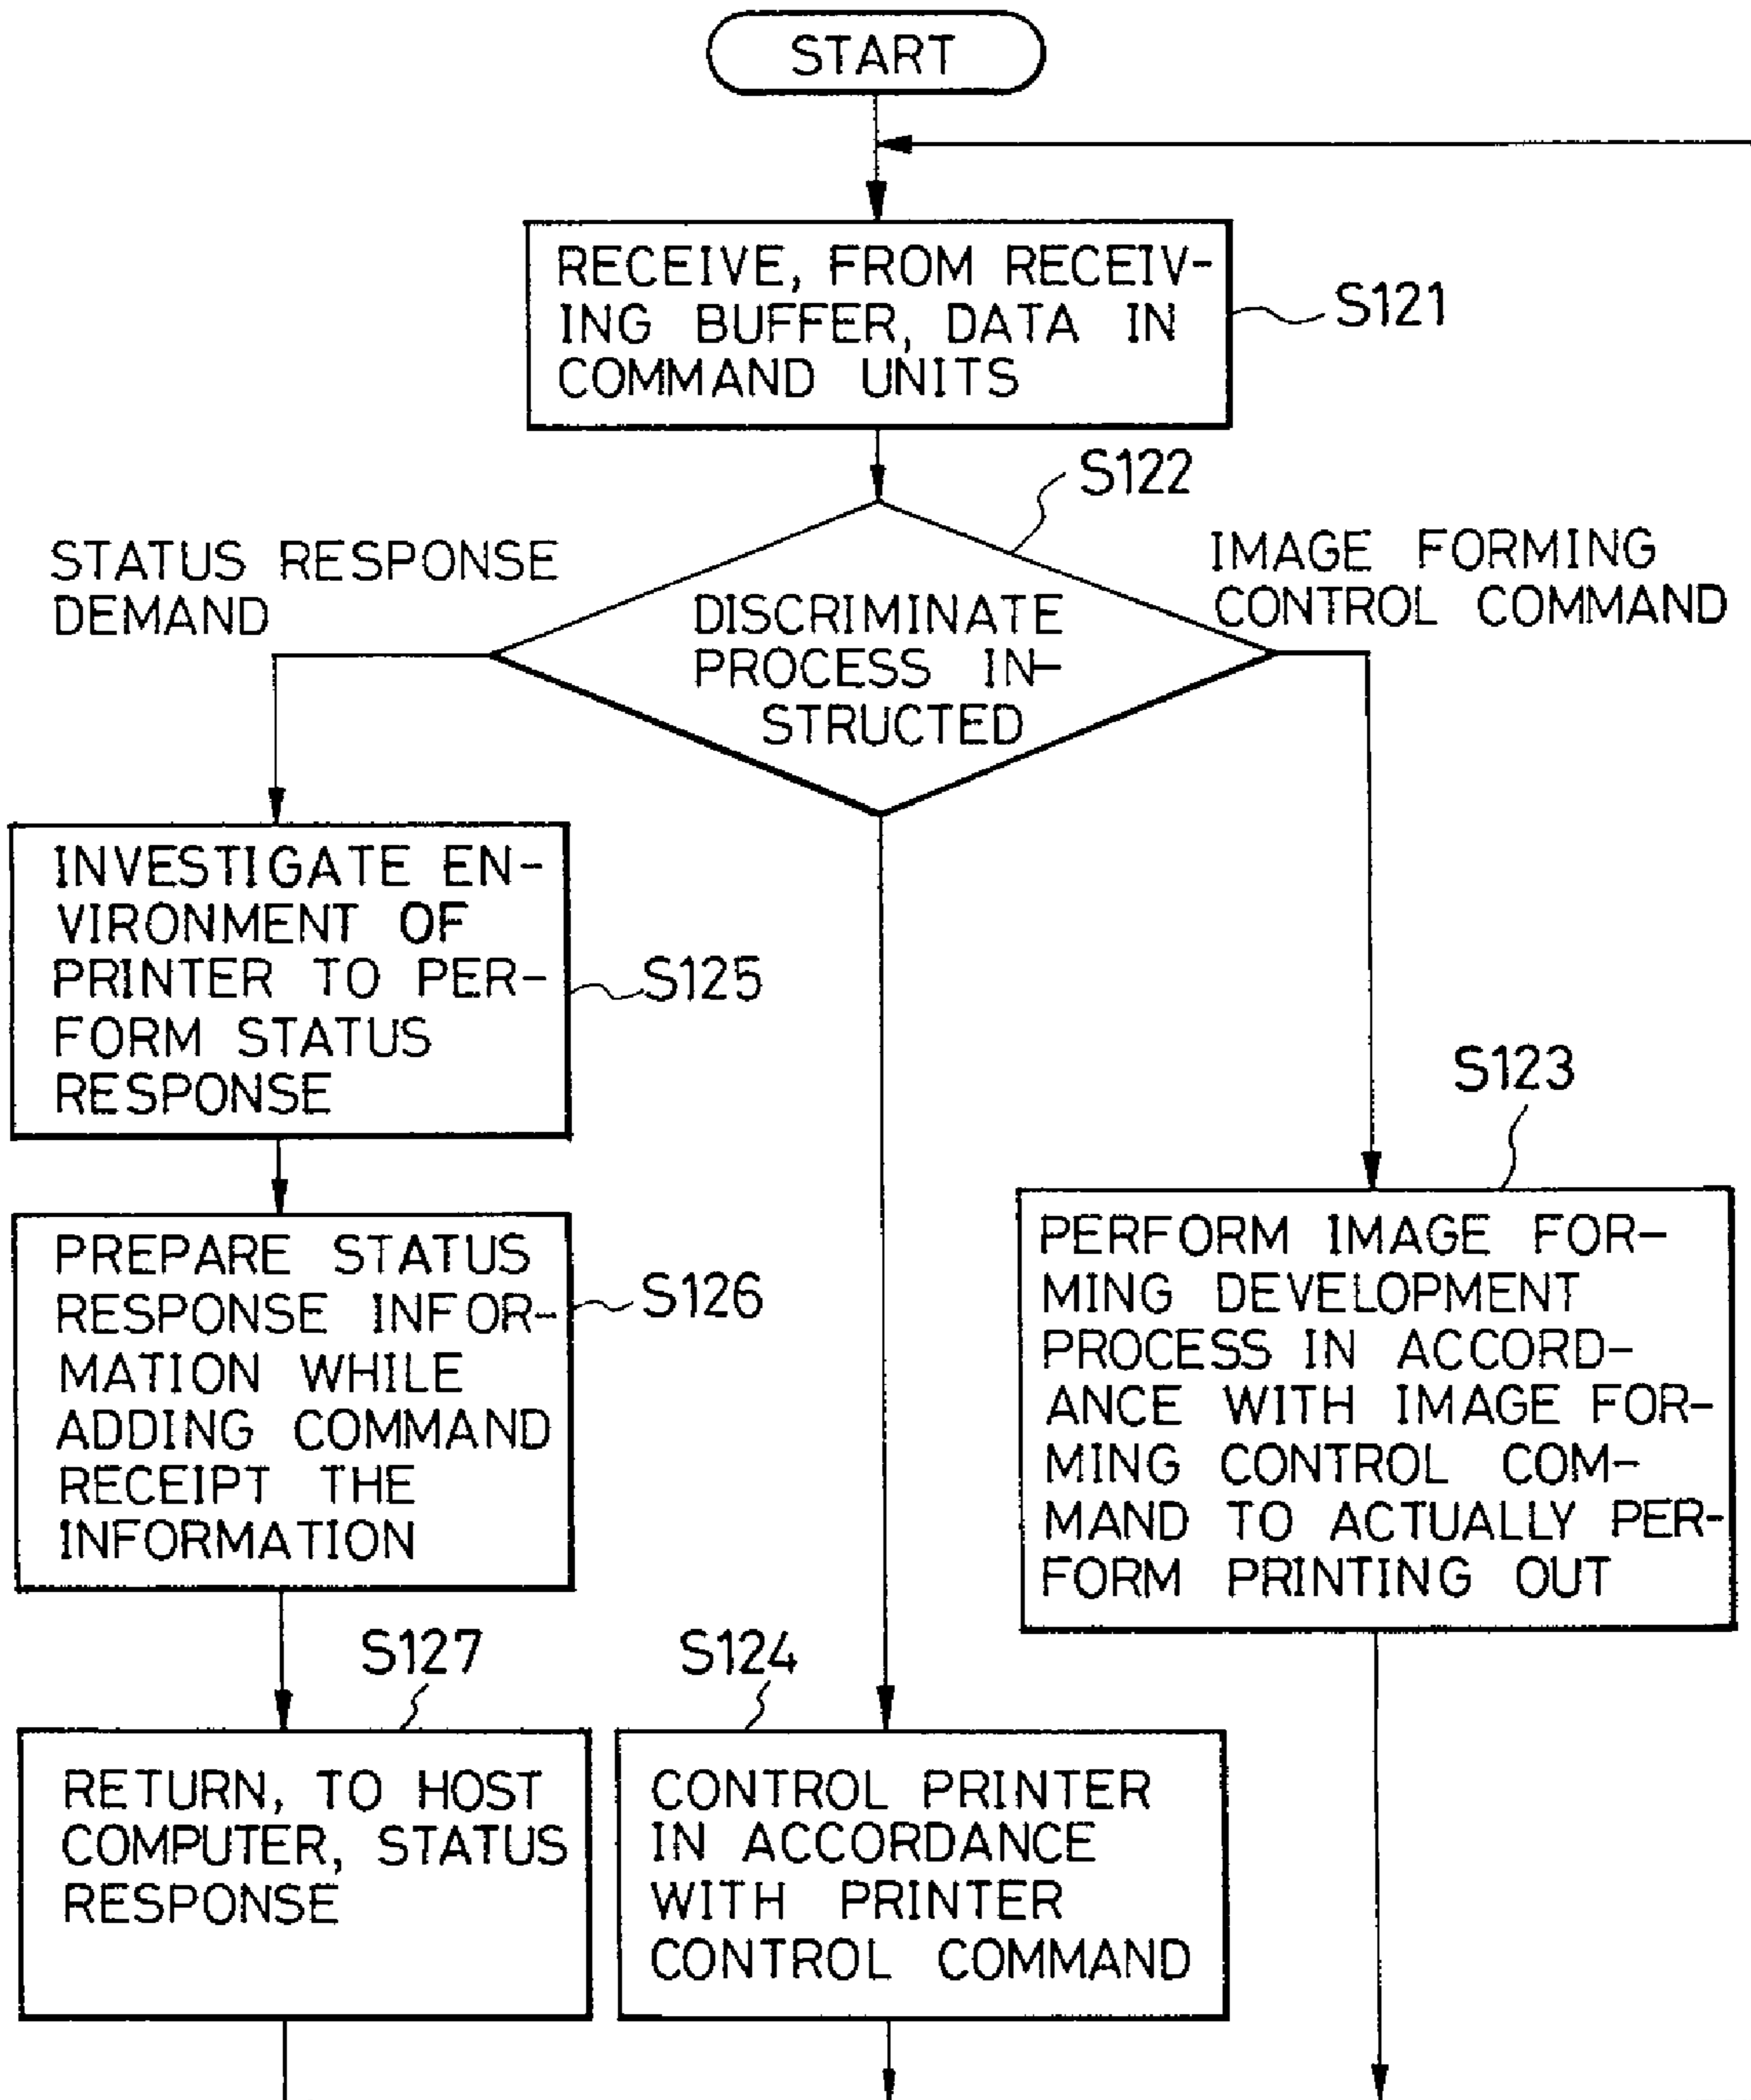 START
RECEIVE, FROM RECEIV-
ING BUFFER, DATA IN
COMMAND UNITS
S121
S122
STATUS RESPONSE
DEMAND
DISCRIMINATE
PROCESS IN-
STRUCTED
IMAGE FORMING
CONTROL COMMAND
INVESTIGATE EN-
VIRONMENT OF
PRINTER TO PER-
FORM STATUS
RESPONSE
S125
PREPARE STATUS
RESPONSE INFOR-
MATION WHILE
ADDING COMMAND
RECEIPT THE
INFORMATION
S126
S123
PERFORM IMAGE FOR-
MING DEVELOPMENT
PROCESS IN ACCORD-
ANCE WITH IMAGE FOR-
MING CONTROL COM-
MAND TO ACTUALLY PER-
FORM PRINTING OUT
S127
RETURN, TO HOST
COMPUTER, STATUS
RESPONSE
S124
CONTROL PRINTER
IN ACCORDANCE
WITH PRINTER
CONTROL COMMAND